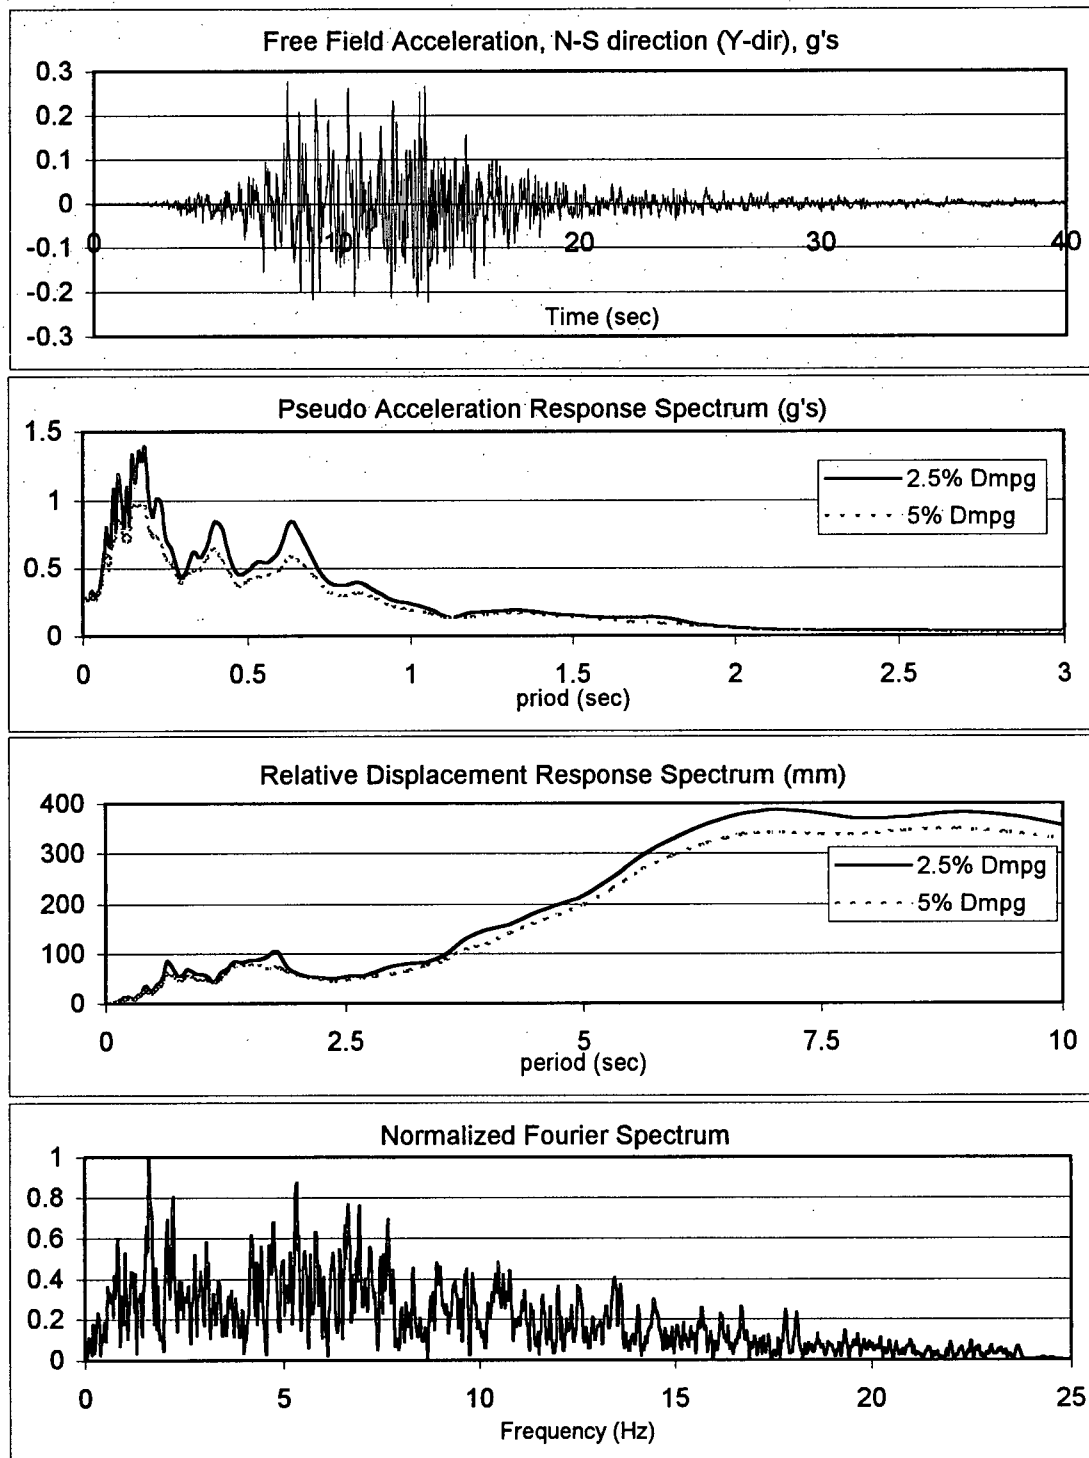 Free Field Acceleration, N-S direction (Y-dir), g's
0.3
0.2
0.1
0
-0.1
-0.2
-0.3
0 10 20 30 40
Time (sec)
Pseudo Acceleration Response Spectrum (g's)
1.5
1
0.5
0
2.5% Dmpg
5% Dmpg
0 0.5 1 1.5 2 2.5 3
priod (sec)
Relative Displacement Response Spectrum (mm)
400
300
200
100
0
2.5% Dmpg
5% Dmpg
0 2.5 5 7.5 10
period (sec)
Normalized Fourier Spectrum
1
0.8
0.6
0.4
0.2
0
0 5 10 15 20 25
Frequency (Hz)